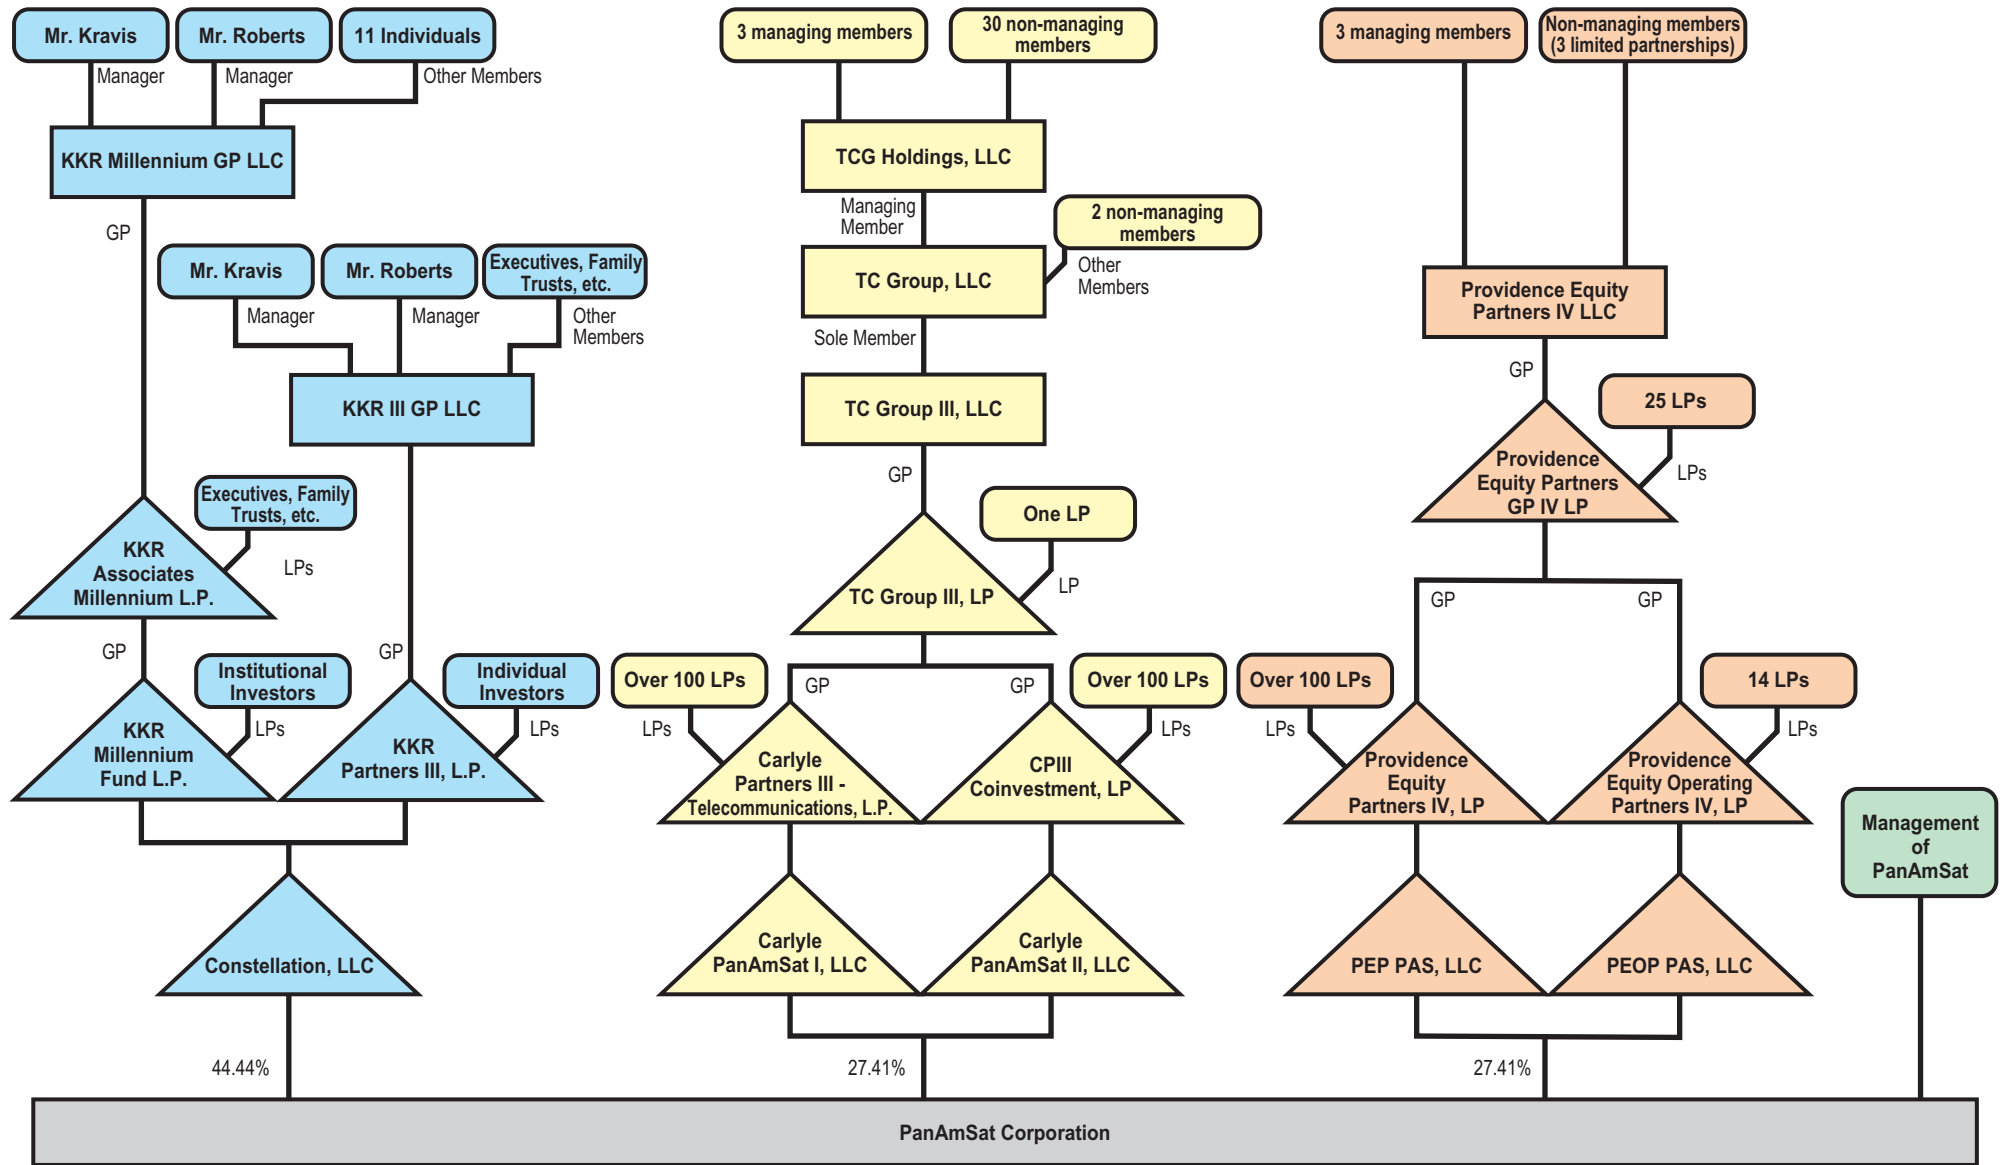 Mr. Kravis
Manager
Mr. Roberts
Manager
11 Individuals
Other Members
KKR Millennium GP LLC
GP
Mr. Kravis
Manager
Mr. Roberts
Manager
Executives, Family
Trusts, etc.
Other
Members
KKR III GP LLC
Executives, Family
Trusts, etc.
LPs
KKR
Associates
Millennium L.P.
GP
GP
Institutional
Investors
LPs
Individual
Investors
LPs
KKR
Millennium
Fund L.P.
KKR
Partners III, L.P.
Constellation, LLC
44.44%
3 managing members
30 non-managing
members
TCG Holdings, LLC
Managing
Member
2 non-managing
members
Other
Members
TC Group, LLC
Sole Member
TC Group III, LLC
GP
One LP
LP
TC Group III, LP
GP
GP
Over 100 LPs
LPs
Over 100 LPs
LPs
Carlyle
Partners III -
Telecommunications, L.P.
CPIII
Coinvestment, LP
Carlyle
PanAmSat I, LLC
Carlyle
PanAmSat II, LLC
27.41%
3 managing members
Non-managing members
(3 limited partnerships)
Providence Equity
Partners IV LLC
GP
25 LPs
LPs
Providence
Equity Partners
GP IV LP
GP
GP
Over 100 LPs
LPs
14 LPs
LPs
Providence
Equity
Partners IV, LP
Providence
Equity Operating
Partners IV, LP
PEP PAS, LLC
PEOP PAS, LLC
27.41%
Management
of
PanAmSat
PanAmSat Corporation